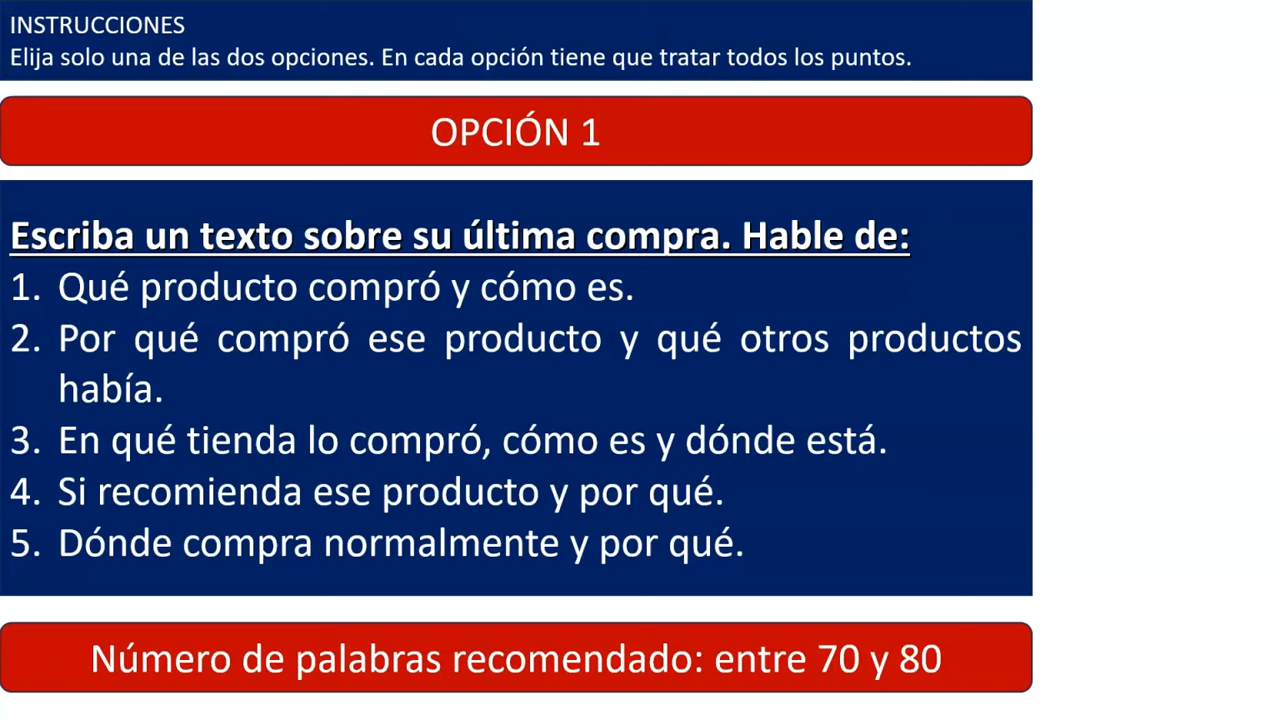 INSTRUCCIONES
Elija solo una de las dos opciones. En cada opción tiene que tratar todos los puntos.
OPCIÓN 1
Escriba un texto sobre su última compra. Hable de:
1. Qué producto compró y cómo es.
2. Por qué compró ese producto y qué otros productos
había.
3. En qué tienda lo compró, cómo es y dónde está.
4. Si recomienda ese producto y por qué.
5. Dónde compra normalmente y por qué.
Número de palabras recomendado: entre 70 y 80